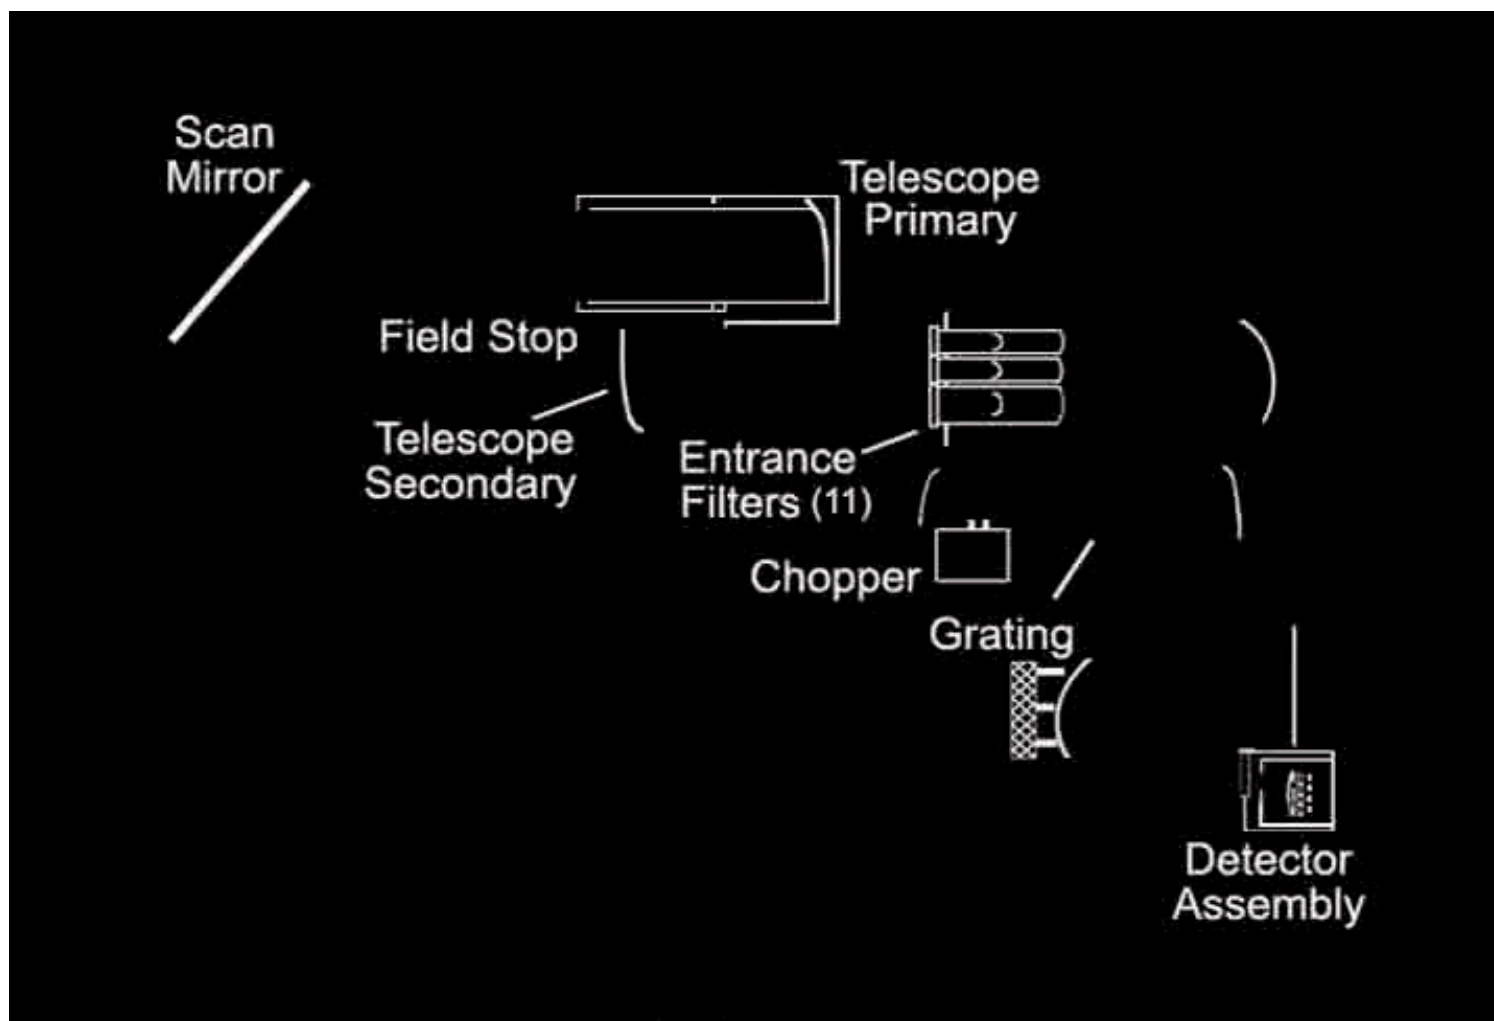 Scan
Mirror
Telescope
Primary
Field Stop
Telescope
Secondary
Entrance
Filters (11)
Chopper
Grating
Detector
Assembly